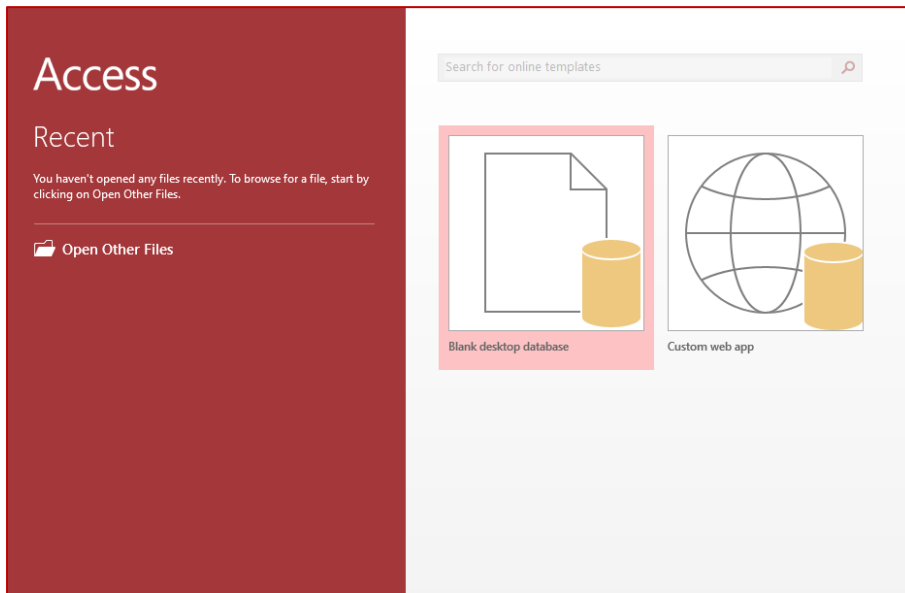 Access
Recent
You haven't opened any files recently. To browse for a file, start by
clicking on Open Other Files.
Open Other Files
Search for online templates
Blank desktop database
Custom web app